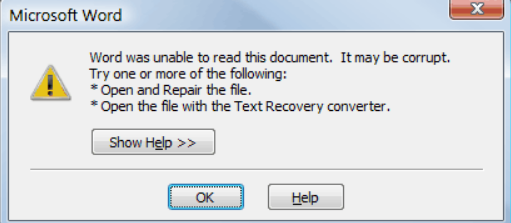 Microsoft Word
Word was unable to read this document.  It may be corrupt.
Try one or more of the following:
* Open and Repair the file.
* Open the file with the Text Recovery converter.
Show Help >>
OK
Help